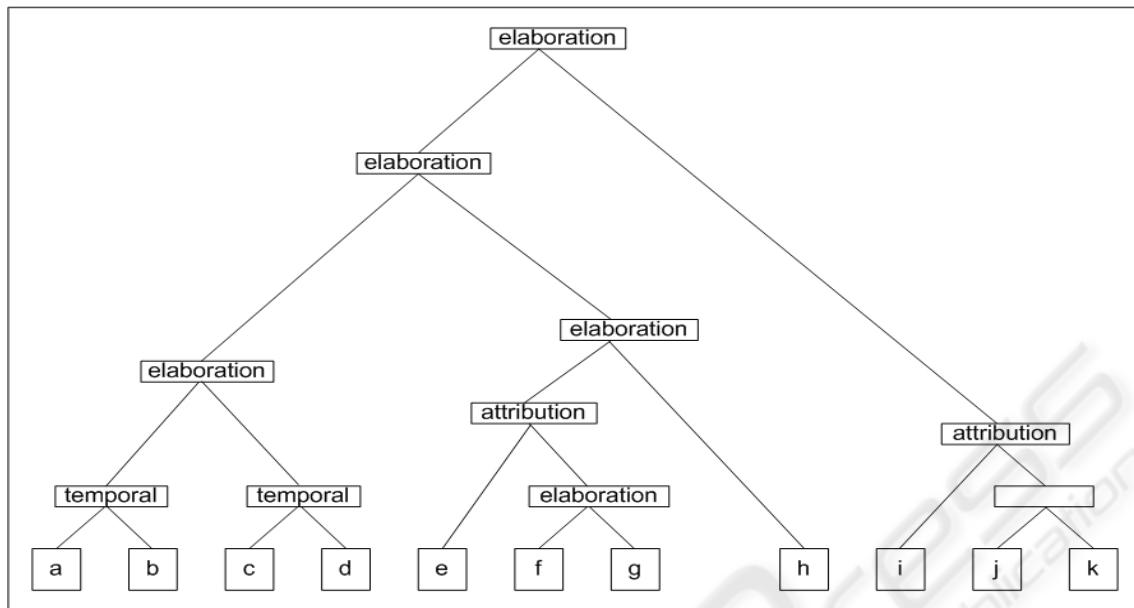 elaboration
elaboration
elaboration
elaboration
attribution
attribution
temporal temporal elaboration
a b c d e f g h i j k